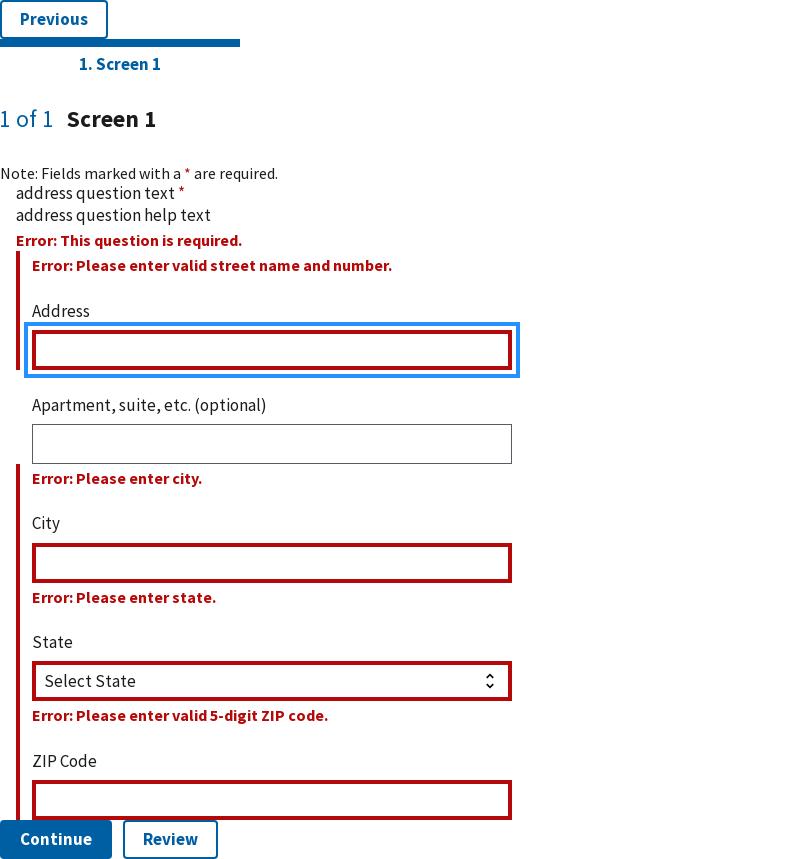 Previous
1. Screen 1
1 of 1 Screen 1
Note: Fields marked with a * are required.
address question text *
address question help text
Error: This question is required.
Error: Please enter valid street name and number.
Address
Apartment, suite, etc. (optional)
Error: Please enter city.
City
Error: Please enter state.
State
Select State
Error: Please enter valid 5-digit ZIP code.
ZIP Code
Continue Review